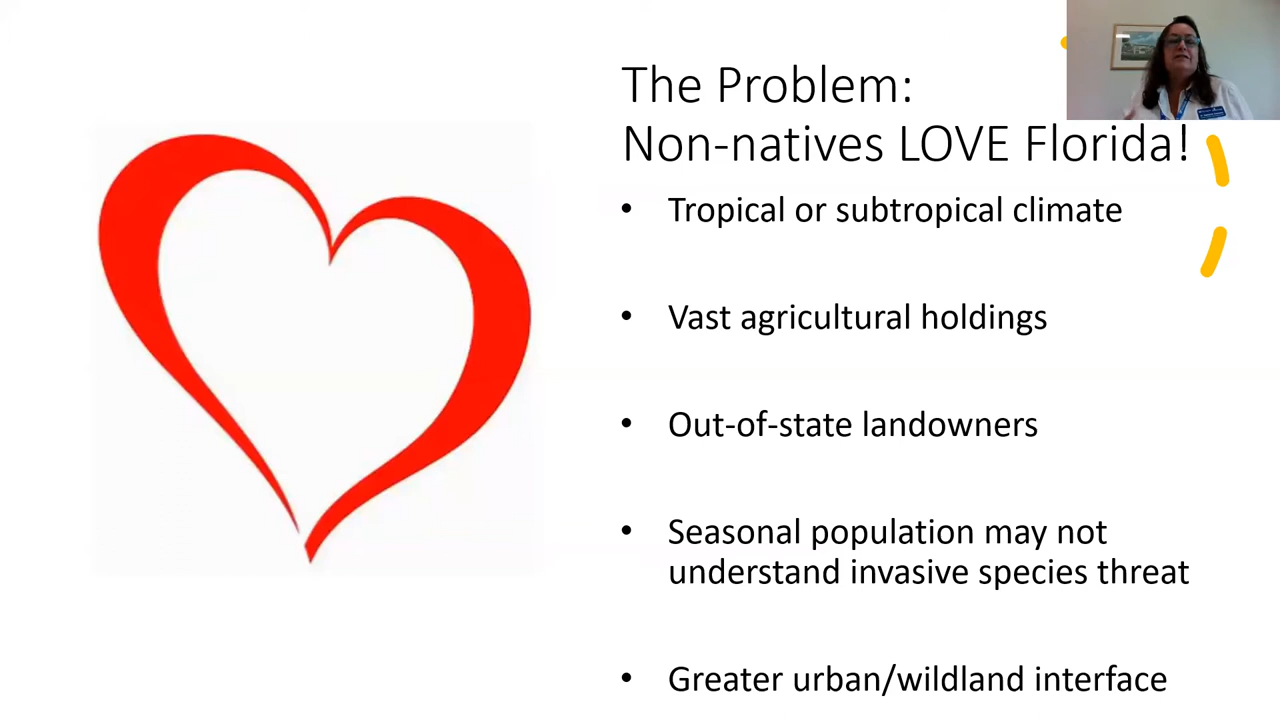 The Problem:
Non-natives LOVE Florida!
• Tropical or subtropical climate
• Vast agricultural holdings
• Out-of-state landowners
• Seasonal population may not
understand invasive species threat
• Greater urban/wildland interface